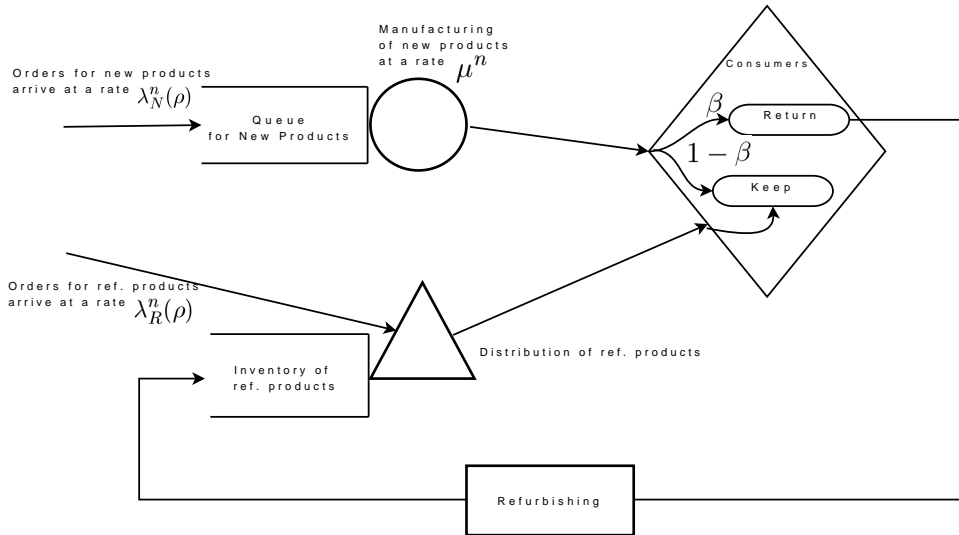 Manufacturing
of new products
at a rate μ^n
Orders for new products
arrive at a rate λ_N^n(ρ)
Queue
for New Products
Consumers
β
Return
1 − β
Keep
Orders for ref. products
arrive at a rate λ_R^n(ρ)
Distribution of ref. products
Inventory of
ref. products
Refurbishing